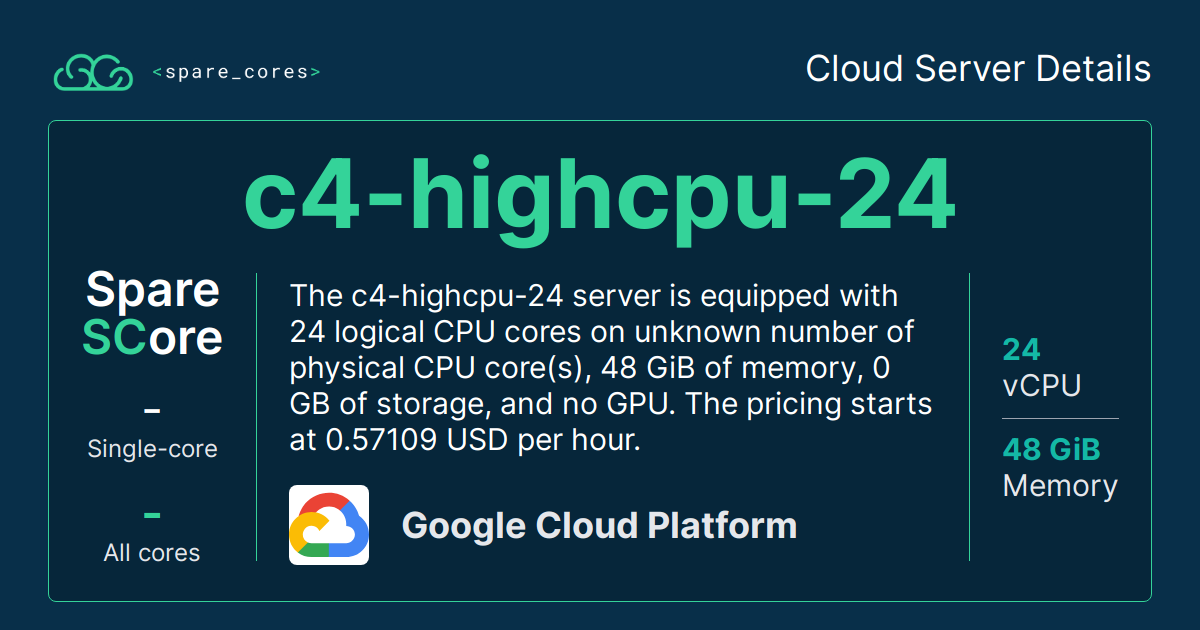 <spare_cores>
Cloud Server Details
c4-highcpu-24
Spare
SCore
-
Single-core
-
All cores
The c4-highcpu-24 server is equipped with
24 logical CPU cores on unknown number of
physical CPU core(s), 48 GiB of memory, 0
GB of storage, and no GPU. The pricing starts
at 0.57109 USD per hour.
Google Cloud Platform
24
vCPU
48 GiB
Memory